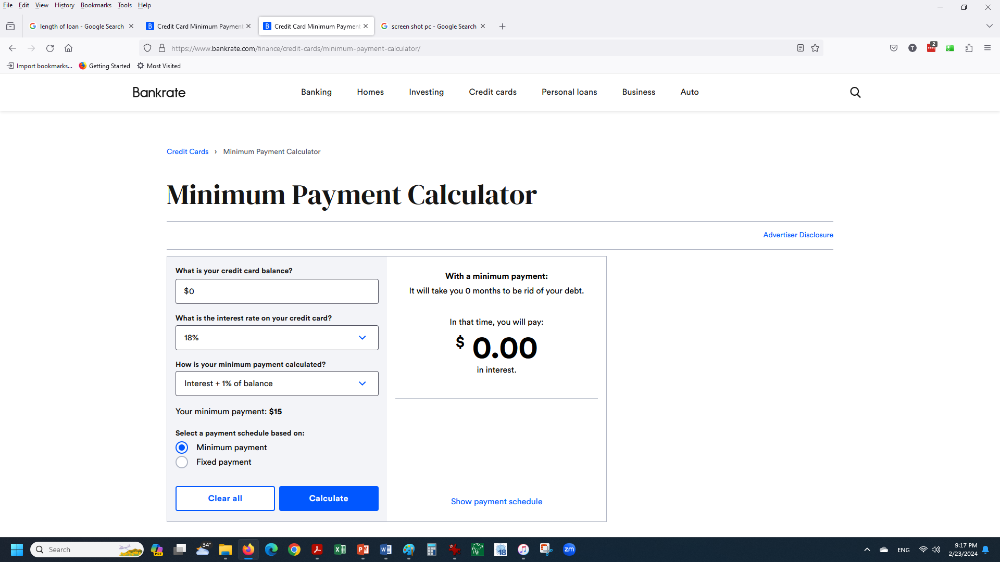 File Edit View History Bookmarks Tools Help
length of loan - Google Search
Credit Card Minimum Payment
Credit Card Minimum Payment
screen shot pc - Google Search
https://www.bankrate.com/finance/credit-cards/minimum-payment-calculator/
T
2
Import bookmarks... Getting Started Most Visited
Bankrate
Banking Homes Investing Credit cards Personal loans Business Auto
Credit Cards › Minimum Payment Calculator
Minimum Payment Calculator
Advertiser Disclosure
What is your credit card balance?
$0
What is the interest rate on your credit card?
18%
How is your minimum payment calculated?
Interest + 1% of balance
Your minimum payment: $15
Select a payment schedule based on:
Minimum payment
Fixed payment
Clear all Calculate
With a minimum payment:
It will take you 0 months to be rid of your debt.
In that time, you will pay:
$ 0.00
in interest.
Show payment schedule
Search
PRE
34°
18
zm
ENG
9:17 PM
2/23/2024